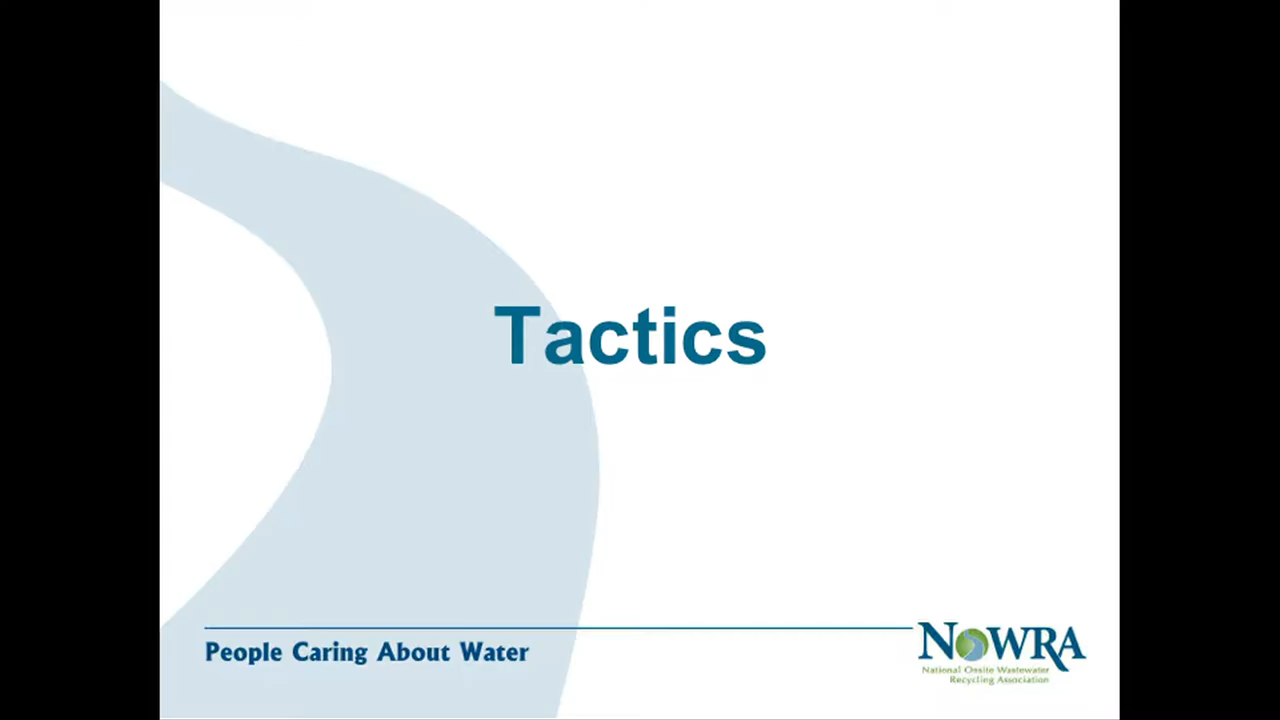 Tactics
People Caring About Water
NOWRA
National Onsite Wastewater
Recycling Association